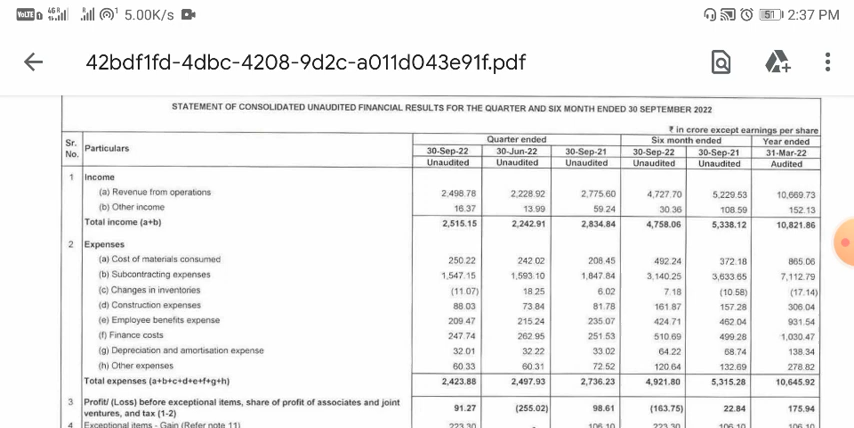 VoLTE 4G R R 1 5.00K/s 51 2:37 PM
42bdf1fd-4dbc-4208-9d2c-a011d043e91f.pdf
STATEMENT OF CONSOLIDATED UNAUDITED FINANCIAL RESULTS FOR THE QUARTER AND SIX MONTH ENDED 30 SEPTEMBER 2022
₹ in crore except earnings per share
Sr. No. Particulars Quarter ended Six month ended Year ended
30-Sep-22 30-Jun-22 30-Sep-21 30-Sep-22 30-Sep-21 31-Mar-22
Unaudited Unaudited Unaudited Unaudited Unaudited Audited
1 Income
(a) Revenue from operations 2,498.78 2,228.92 2,775.60 4,727.70 5,229.53 10,669.73
(b) Other income 16.37 13.99 59.24 30.36 108.59 152.13
Total income (a+b) 2,515.15 2,242.91 2,834.84 4,758.06 5,338.12 10,821.86
2 Expenses
(a) Cost of materials consumed 250.22 242.02 208.45 492.24 372.18 865.06
(b) Subcontracting expenses 1,547.15 1,593.10 1,847.84 3,140.25 3,633.65 7,112.79
(c) Changes in inventories (11.07) 18.25 6.02 7.18 (10.58) (17.14)
(d) Construction expenses 88.03 73.84 81.78 161.87 157.28 306.04
(e) Employee benefits expense 209.47 215.24 235.07 424.71 462.04 931.54
(f) Finance costs 247.74 262.95 251.53 510.69 499.28 1,030.47
(g) Depreciation and amortisation expense 32.01 32.22 33.02 64.22 68.74 138.34
(h) Other expenses 60.33 60.31 72.52 120.64 132.69 278.82
Total expenses (a+b+c+d+e+f+g+h) 2,423.88 2,497.93 2,736.23 4,921.80 5,315.28 10,645.92
3 Profit/ (Loss) before exceptional items, share of profit of associates and joint
ventures, and tax (1-2) 91.27 (255.02) 98.61 (163.75) 22.84 175.94
4 Exceptional items - Gain (Refer note 11) 223.30 - 106.10 223.30 106.10 106.10